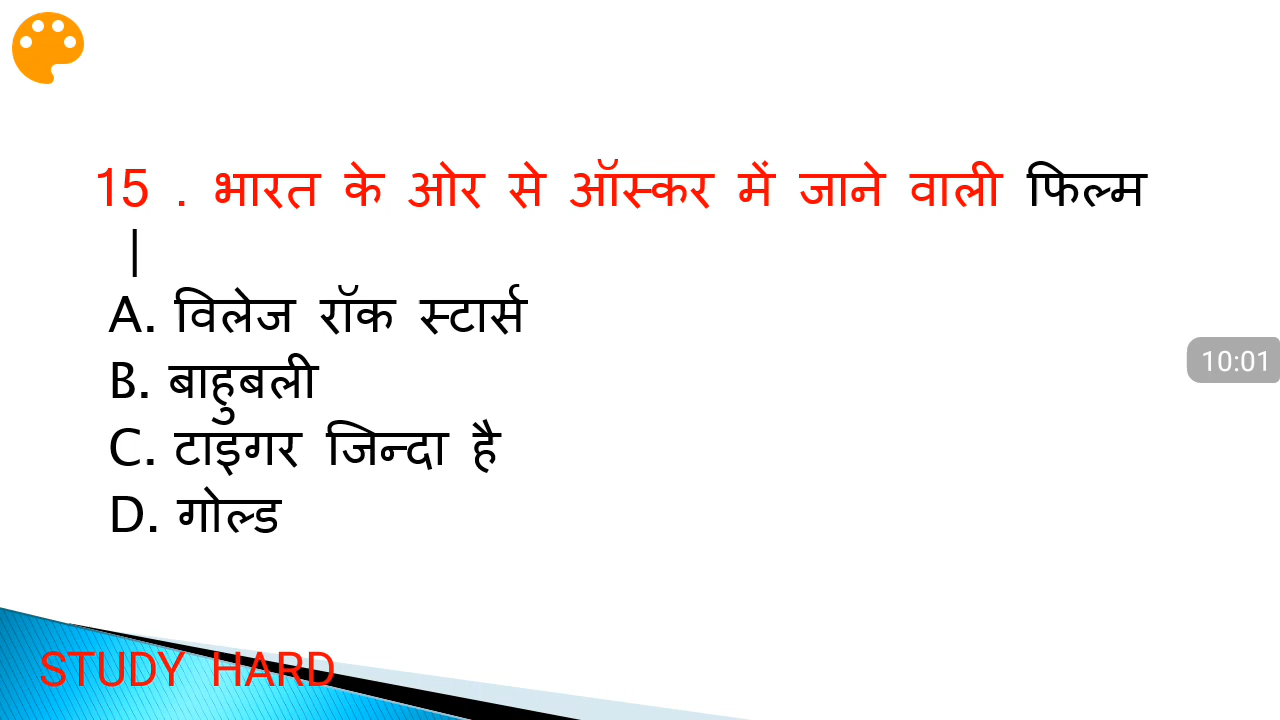 15 . भारत के ओर से ऑस्कर में जाने वाली फिल्म
|
A. विलेज रॉक स्टार्स
B. बाहुबली
C. टाइगर जिन्दा है
D. गोल्ड
10:01
STUDY HARD